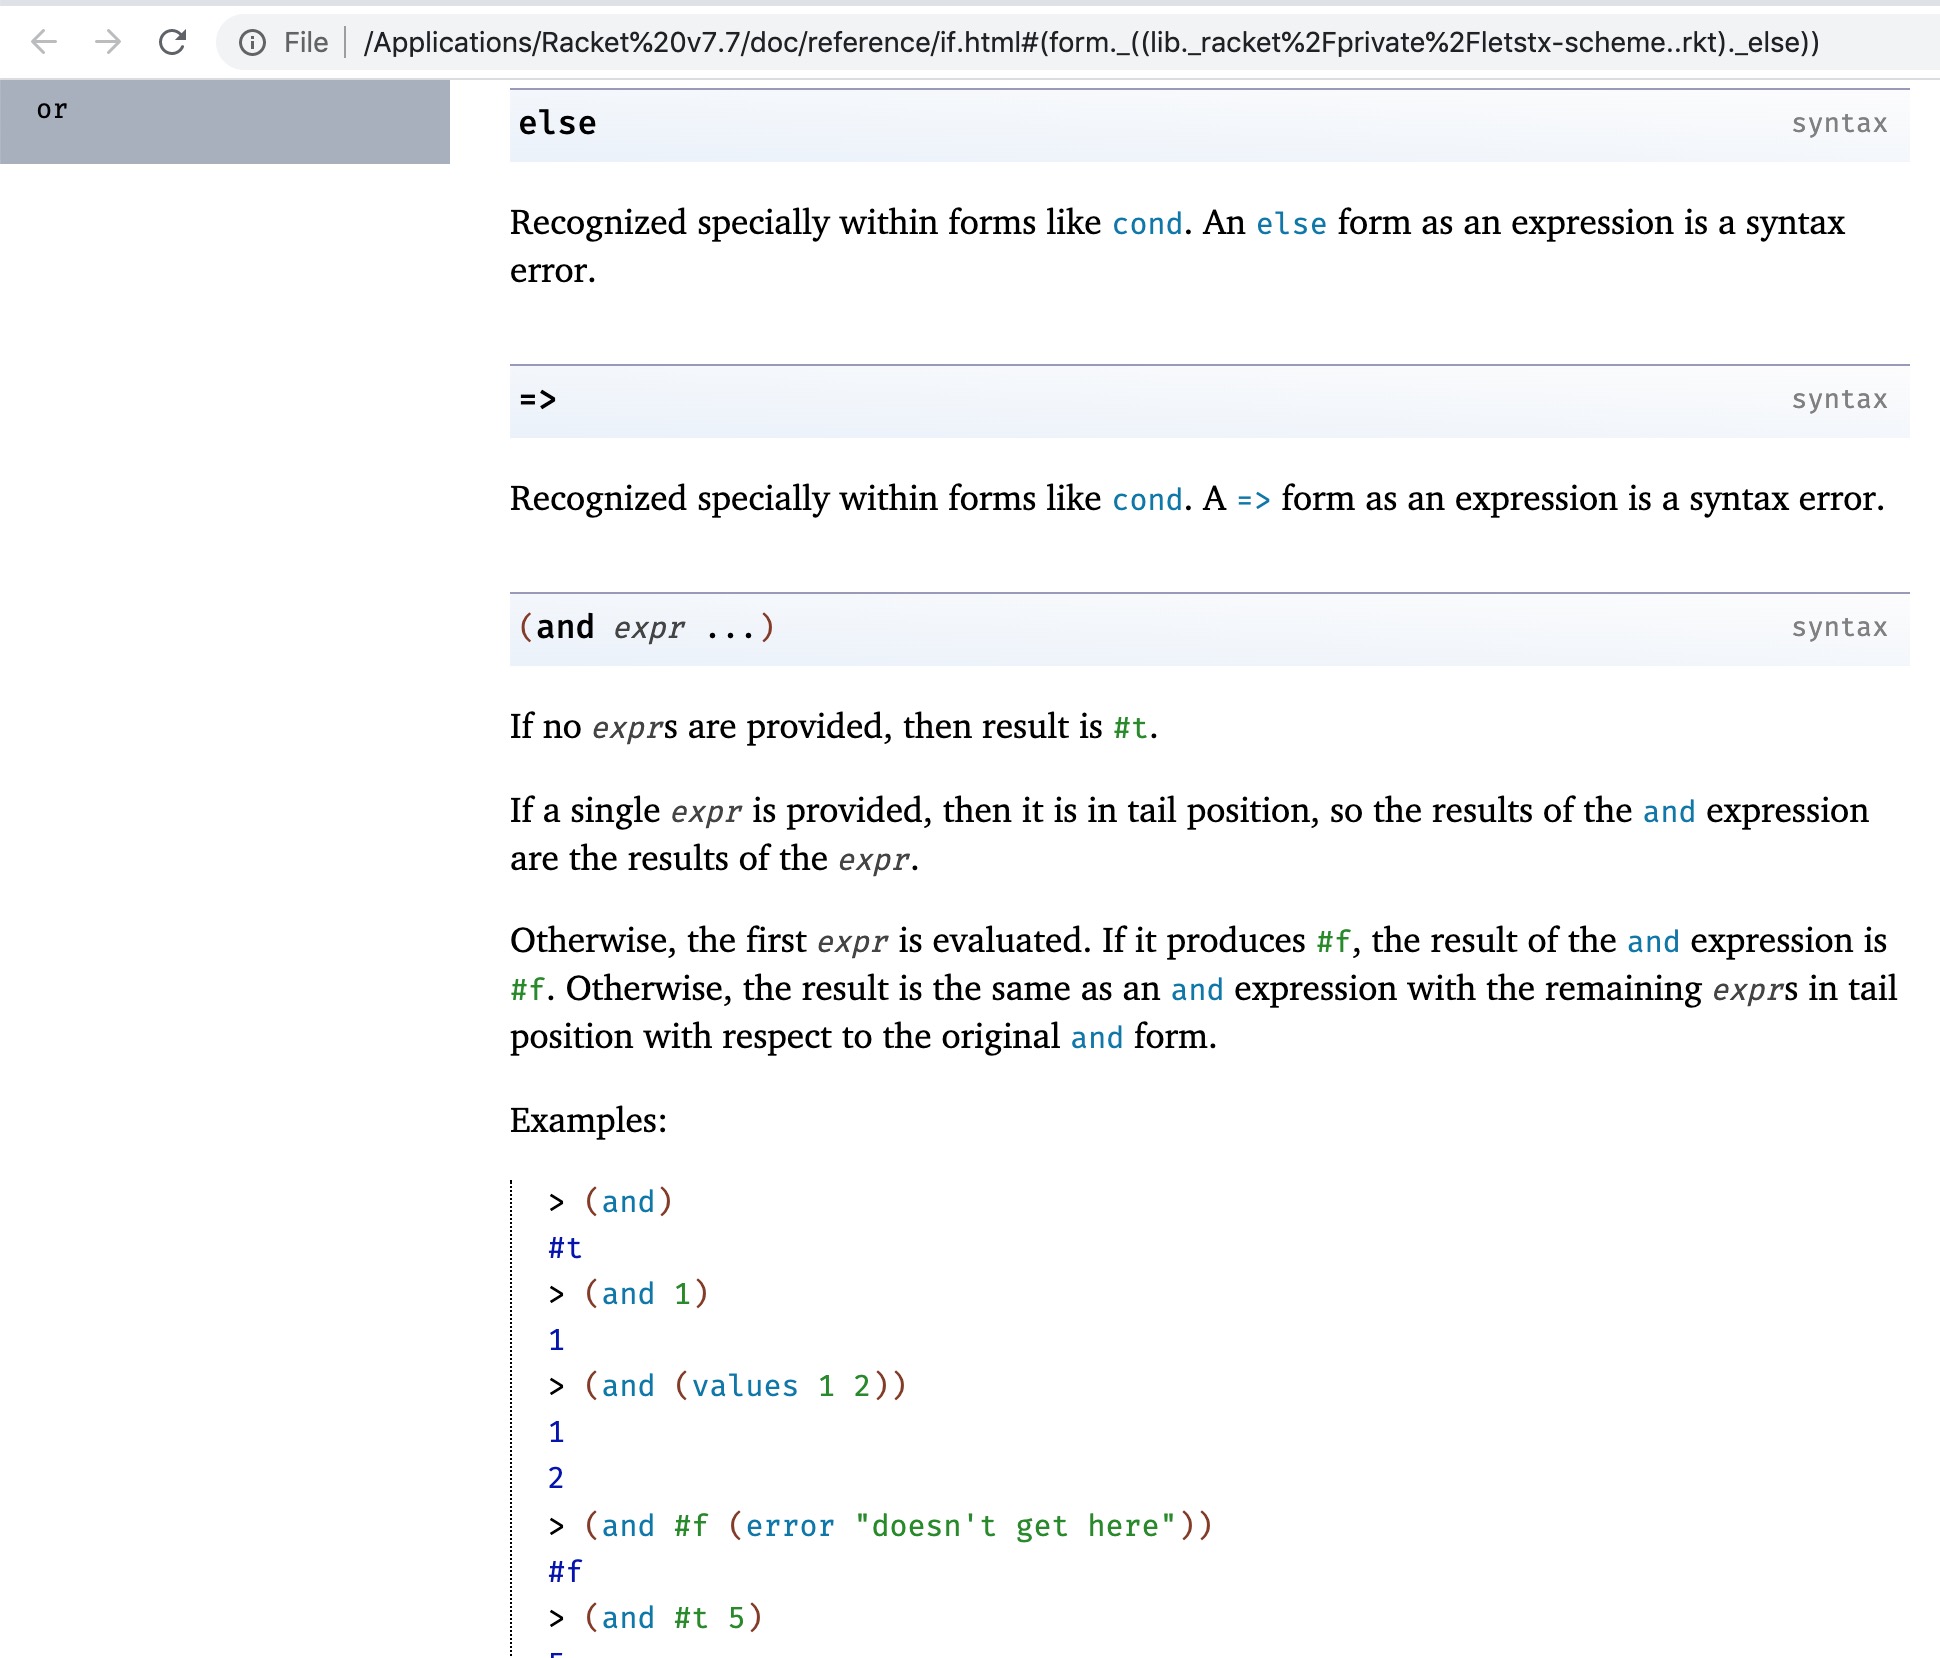 File | /Applications/Racket%20v7.7/doc/reference/if.html#(form._((lib._racket%2Fprivate%2Fletstx-scheme..rkt)._else))
or
else syntax
Recognized specially within forms like cond. An else form as an expression is a syntax
error.
=> syntax
Recognized specially within forms like cond. A => form as an expression is a syntax error.
(and expr ...) syntax
If no exprs are provided, then result is #t.
If a single expr is provided, then it is in tail position, so the results of the and expression
are the results of the expr.
Otherwise, the first expr is evaluated. If it produces #f, the result of the and expression is
#f. Otherwise, the result is the same as an and expression with the remaining exprs in tail
position with respect to the original and form.
Examples:
> (and)
#t
> (and 1)
1
> (and (values 1 2))
1
2
> (and #f (error "doesn't get here"))
#f
> (and #t 5)